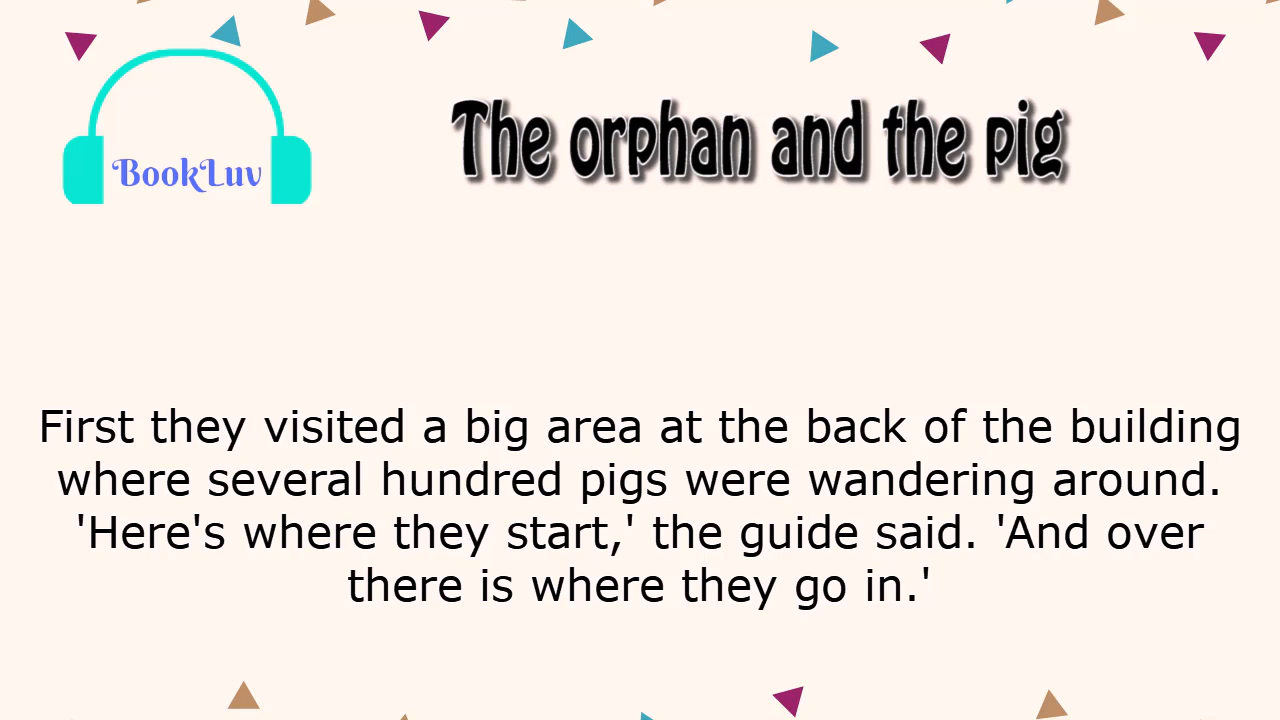 BookLuv
The orphan and the pig
First they visited a big area at the back of the building
where several hundred pigs were wandering around.
'Here's where they start,' the guide said. 'And over
there is where they go in.'